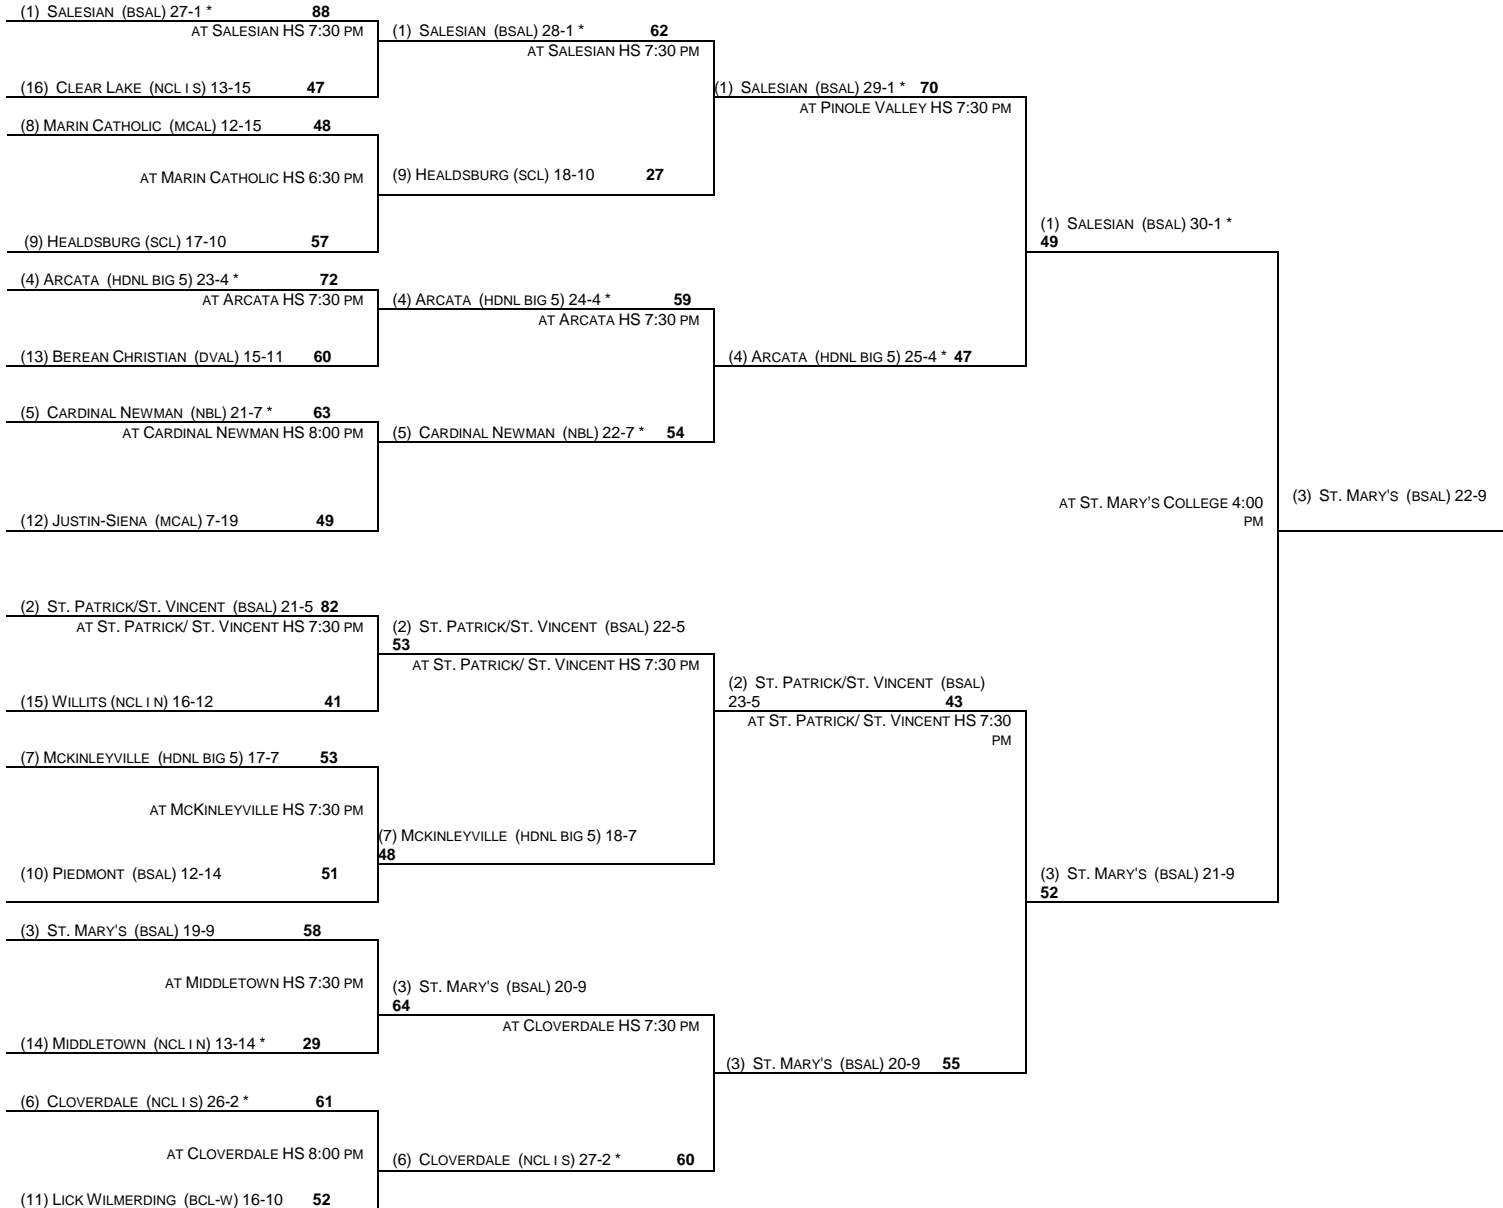 (1) SALESIAN (BSAL) 27-1 * 88
AT SALESIAN HS 7:30 PM
(16) CLEAR LAKE (NCL I S) 13-15 47
(8) MARIN CATHOLIC (MCAL) 12-15 48
AT MARIN CATHOLIC HS 6:30 PM
(9) HEALDSBURG (SCL) 17-10 57
(4) ARCATA (HDNL BIG 5) 23-4 * 72
AT ARCATA HS 7:30 PM
(13) BEREAN CHRISTIAN (DVAL) 15-11 60
(5) CARDINAL NEWMAN (NBL) 21-7 * 63
AT CARDINAL NEWMAN HS 8:00 PM
(12) JUSTIN-SIENA (MCAL) 7-19 49
(2) ST. PATRICK/ST. VINCENT (BSAL) 21-5 82
AT ST. PATRICK/ ST. VINCENT HS 7:30 PM
(15) WILLITS (NCL I N) 16-12 41
(7) MCKINLEYVILLE (HDNL BIG 5) 17-7 53
AT MCKINLEYVILLE HS 7:30 PM
(10) PIEDMONT (BSAL) 12-14 51
(3) ST. MARY'S (BSAL) 19-9 58
AT MIDDLETOWN HS 7:30 PM
(14) MIDDLETOWN (NCL I N) 13-14 * 29
(6) CLOVERDALE (NCL I S) 26-2 * 61
AT CLOVERDALE HS 8:00 PM
(11) LICK WILMERDING (BCL-W) 16-10 52
(1) SALESIAN (BSAL) 28-1 * 62
AT SALESIAN HS 7:30 PM
(9) HEALDSBURG (SCL) 18-10 27
(4) ARCATA (HDNL BIG 5) 24-4 * 59
AT ARCATA HS 7:30 PM
(5) CARDINAL NEWMAN (NBL) 22-7 * 54
(2) ST. PATRICK/ST. VINCENT (BSAL) 22-5
53
AT ST. PATRICK/ ST. VINCENT HS 7:30 PM
(7) MCKINLEYVILLE (HDNL BIG 5) 18-7
48
(3) ST. MARY'S (BSAL) 20-9
64
AT CLOVERDALE HS 7:30 PM
(6) CLOVERDALE (NCL I S) 27-2 * 60
(1) SALESIAN (BSAL) 29-1 * 70
AT PINOLE VALLEY HS 7:30 PM
(4) ARCATA (HDNL BIG 5) 25-4 * 47
(2) ST. PATRICK/ST. VINCENT (BSAL)
23-5 43
AT ST. PATRICK/ ST. VINCENT HS 7:30
PM
(3) ST. MARY'S (BSAL) 20-9 55
(1) SALESIAN (BSAL) 30-1 *
49
AT ST. MARY'S COLLEGE 4:00
PM
(3) ST. MARY'S (BSAL) 21-9
52
(3) ST. MARY'S (BSAL) 22-9